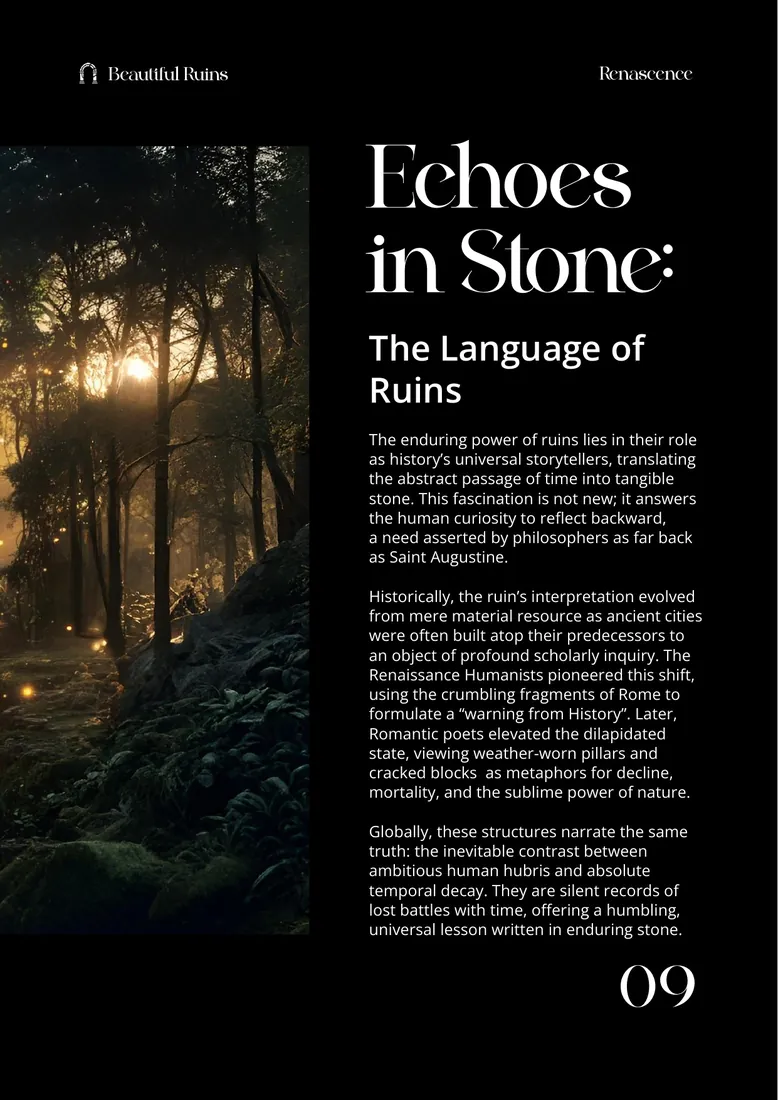 Beautiful Ruins
Renascence
Echoes
in Stone:
The Language of
Ruins
The enduring power of ruins lies in their role
as history’s universal storytellers, translating
the abstract passage of time into tangible
stone. This fascination is not new; it answers
the human curiosity to reflect backward,
a need asserted by philosophers as far back
as Saint Augustine.
Historically, the ruin’s interpretation evolved
from mere material resource as ancient cities
were often built atop their predecessors to
an object of profound scholarly inquiry. The
Renaissance Humanists pioneered this shift,
using the crumbling fragments of Rome to
formulate a “warning from History”. Later,
Romantic poets elevated the dilapidated
state, viewing weather-worn pillars and
cracked blocks  as metaphors for decline,
mortality, and the sublime power of nature.
Globally, these structures narrate the same
truth: the inevitable contrast between
ambitious human hubris and absolute
temporal decay. They are silent records of
lost battles with time, offering a humbling,
universal lesson written in enduring stone.
09